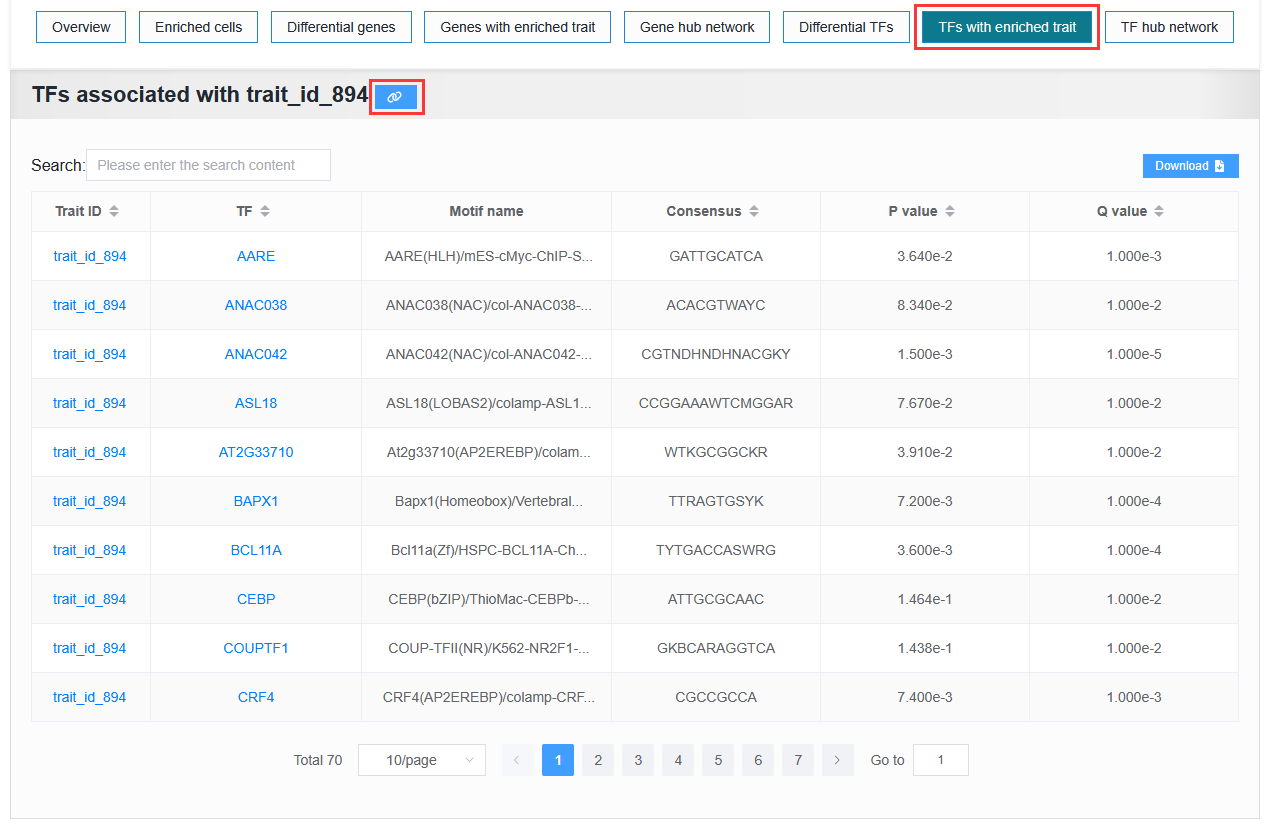 Overview Enriched cells Differential genes Genes with enriched trait Gene hub network Differential TFs TFs with enriched trait TF hub network
TFs associated with trait_id_894
Search: Please enter the search content Download
Trait ID TF Motif name Consensus P value Q value
trait_id_894 AARE AARE(HLH)/mES-cMyc-ChIP-S... GATTGCATCA 3.640e-2 1.000e-3
trait_id_894 ANAC038 ANAC038(NAC)/col-ANAC038-... ACACGTWAYC 8.340e-2 1.000e-2
trait_id_894 ANAC042 ANAC042(NAC)/col-ANAC042-... CGTNDHNDHNACGKY 1.500e-3 1.000e-5
trait_id_894 ASL18 ASL18(LOBAS2)/colamp-ASL1... CCGGAAAWTCMGGAR 7.670e-2 1.000e-2
trait_id_894 AT2G33710 At2g33710(AP2EREBP)/colam... WTKGCGGCKR 3.910e-2 1.000e-2
trait_id_894 BAPX1 Bapx1(Homeobox)/Vertebral... TTRAGTGSYK 7.200e-3 1.000e-4
trait_id_894 BCL11A Bcl11a(Zf)/HSPC-BCL11A-Ch... TYTGACCASWRG 3.600e-3 1.000e-4
trait_id_894 CEBP CEBP(bZIP)/ThioMac-CEBPb-... ATTGCGCAAC 1.464e-1 1.000e-2
trait_id_894 COUPTF1 COUP-TFII(NR)/K562-NR2F1-... GKBCARAGGTCA 1.438e-1 1.000e-2
trait_id_894 CRF4 CRF4(AP2EREBP)/colamp-CRF... CGCCGCCA 7.400e-3 1.000e-3
Total 70 10/page 1 2 3 4 5 6 7 Go to 1